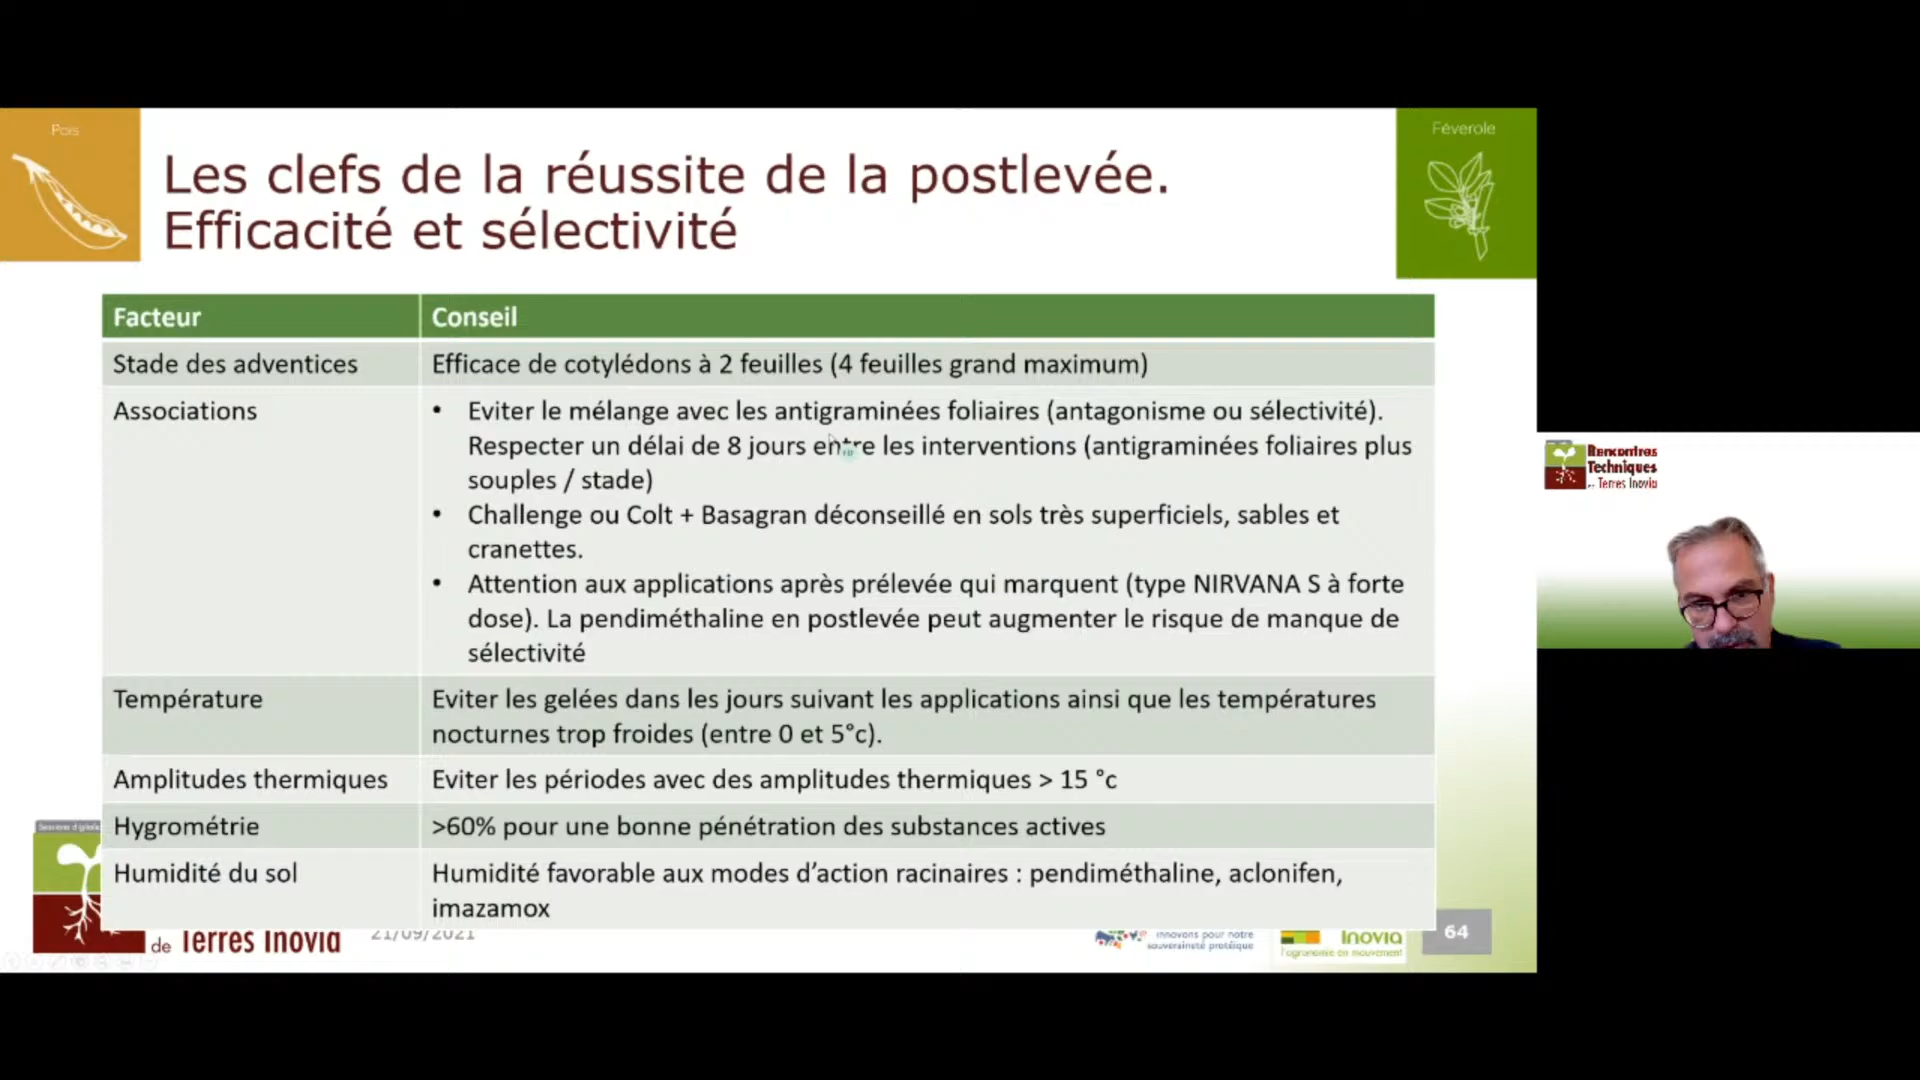 Pois
Féverole
Les clefs de la réussite de la postlevée.
Efficacité et sélectivité
Facteur
Conseil
Stade des adventices
Efficace de cotylédons à 2 feuilles (4 feuilles grand maximum)
Associations
• Eviter le mélange avec les antigraminées foliaires (antagonisme ou sélectivité).
Respecter un délai de 8 jours entre les interventions (antigraminées foliaires plus
souples / stade)
• Challenge ou Colt + Basagran déconseillé en sols très superficiels, sables et
cranettes.
• Attention aux applications après prélevée qui marquent (type NIRVANA S à forte
dose). La pendiméthaline en postlevée peut augmenter le risque de manque de
sélectivité
Température
Eviter les gelées dans les jours suivant les applications ainsi que les températures
nocturnes trop froides (entre 0 et 5°c).
Amplitudes thermiques
Eviter les périodes avec des amplitudes thermiques > 15 °c
Hygrométrie
>60% pour une bonne pénétration des substances actives
Humidité du sol
Humidité favorable aux modes d’action racinaires : pendiméthaline, aclonifen,
imazamox
de Terres Inovia
21/09/2021
innovons pour notre
souveraineté protéique
Inovia
l'agronomie en mouvement
64
Rencontres
Techniques
de Terres Inovia